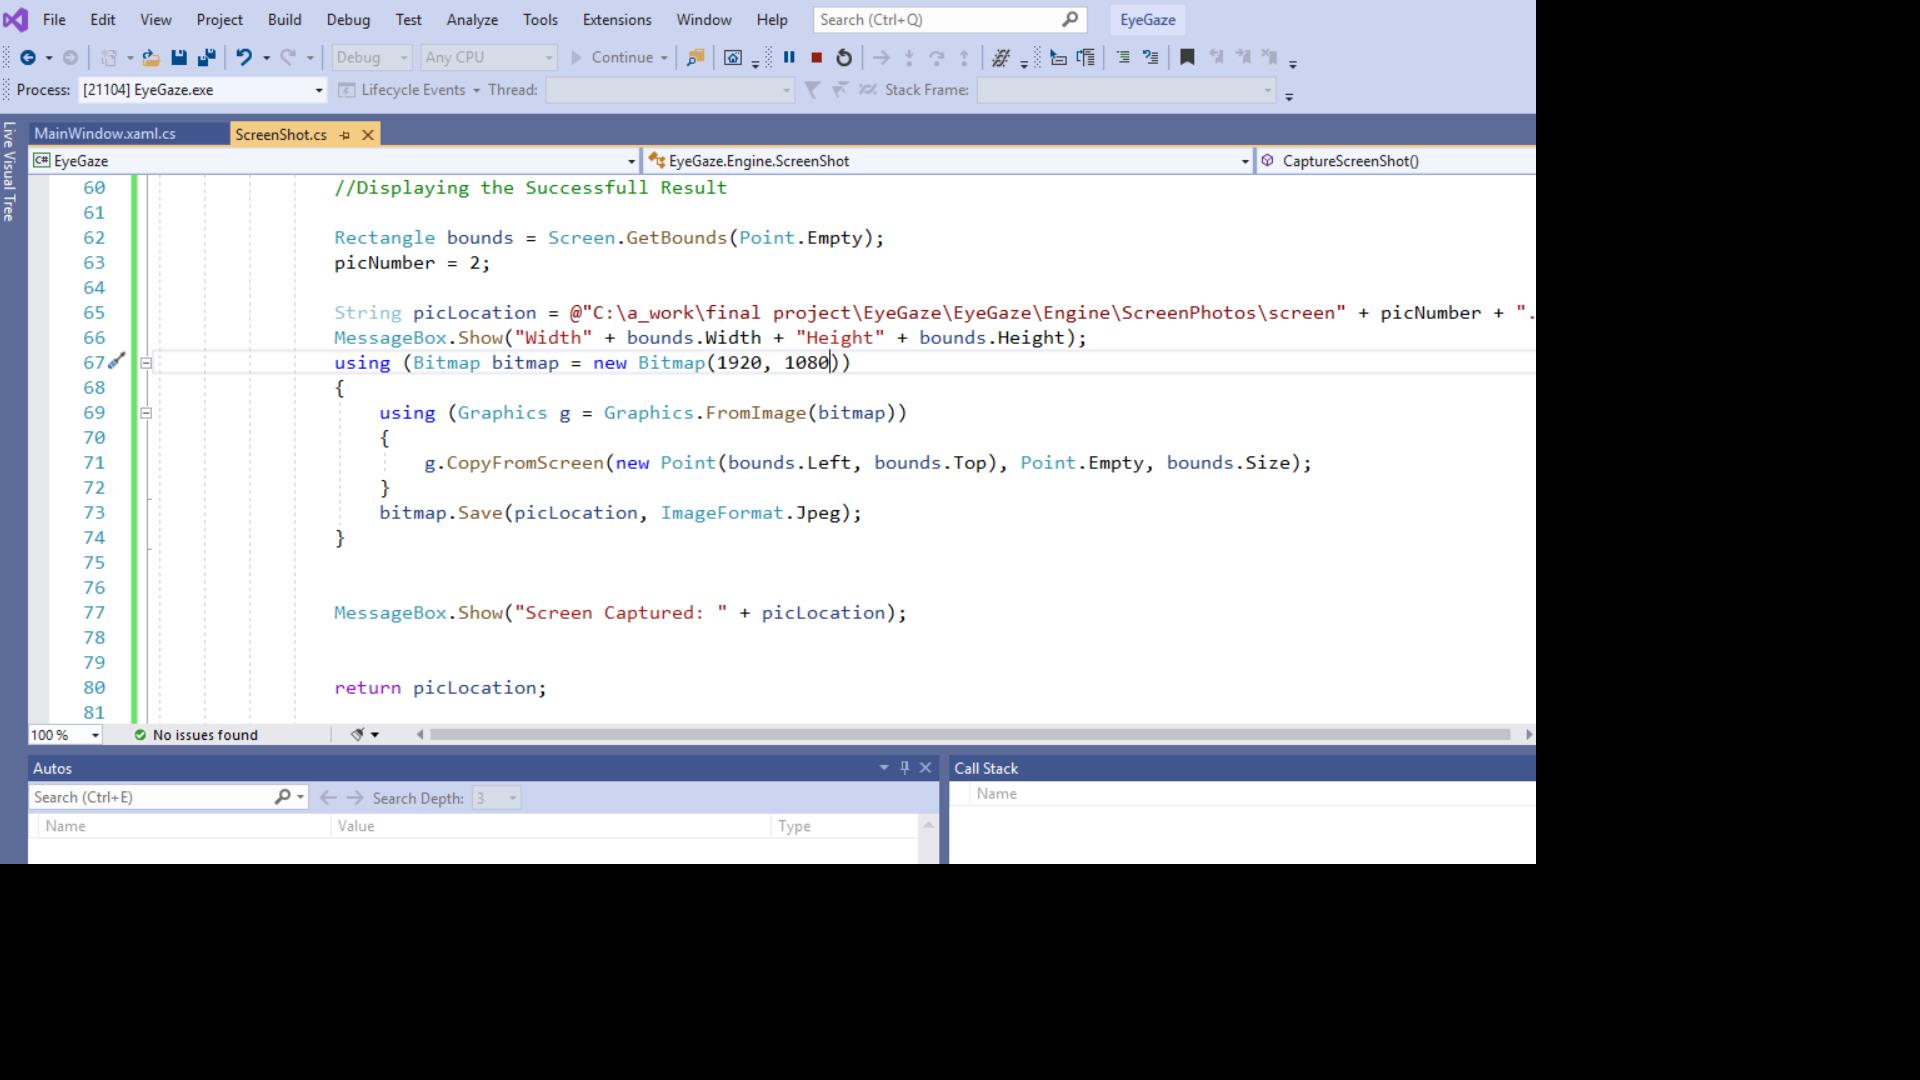 File Edit View Project Build Debug Test Analyze Tools Extensions Window Help Search (Ctrl+Q) EyeGaze
Debug Any CPU Continue
Process: [21104] EyeGaze.exe Lifecycle Events Thread: Stack Frame:
Live Visual Tree
MainWindow.xaml.cs ScreenShot.cs
C# EyeGaze EyeGaze.Engine.ScreenShot CaptureScreenShot()
60 //Displaying the Successfull Result
61
62 Rectangle bounds = Screen.GetBounds(Point.Empty);
63 picNumber = 2;
64
65 String picLocation = @"C:\a_work\final project\EyeGaze\EyeGaze\Engine\ScreenPhotos\screen" + picNumber + ".
66 MessageBox.Show("Width" + bounds.Width + "Height" + bounds.Height);
67 using (Bitmap bitmap = new Bitmap(1920, 1080))
68 {
69 using (Graphics g = Graphics.FromImage(bitmap))
70 {
71 g.CopyFromScreen(new Point(bounds.Left, bounds.Top), Point.Empty, bounds.Size);
72 }
73 bitmap.Save(picLocation, ImageFormat.Jpeg);
74 }
75
76
77 MessageBox.Show("Screen Captured: " + picLocation);
78
79
80 return picLocation;
81
100 % No issues found
Autos Call Stack
Search (Ctrl+E) Search Depth: 3 Name
Name Value Type